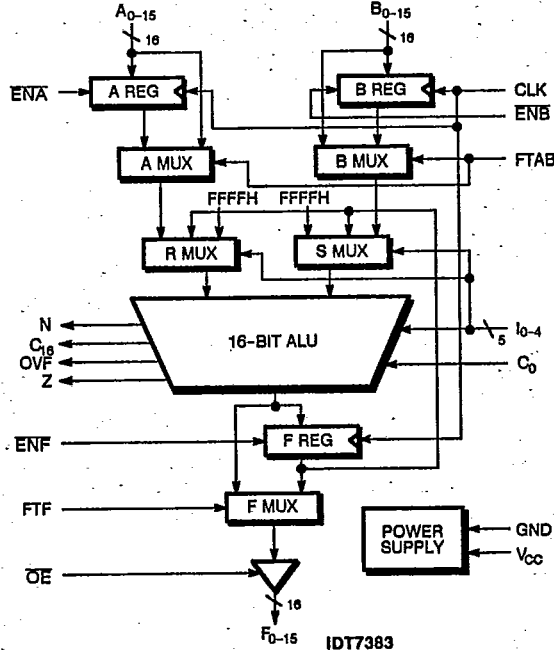 A0-15 B0-15
16 16
ENA A REG B REG CLK
ENB
A MUX B MUX FTAB
FFFFH FFFFH
R MUX S MUX
N 16-BIT ALU I0-4
5
C16
OVF C0
Z
ENF F REG
FTF F MUX
POWER SUPPLY GND
VCC
OE
16
F0-15
IDT7383